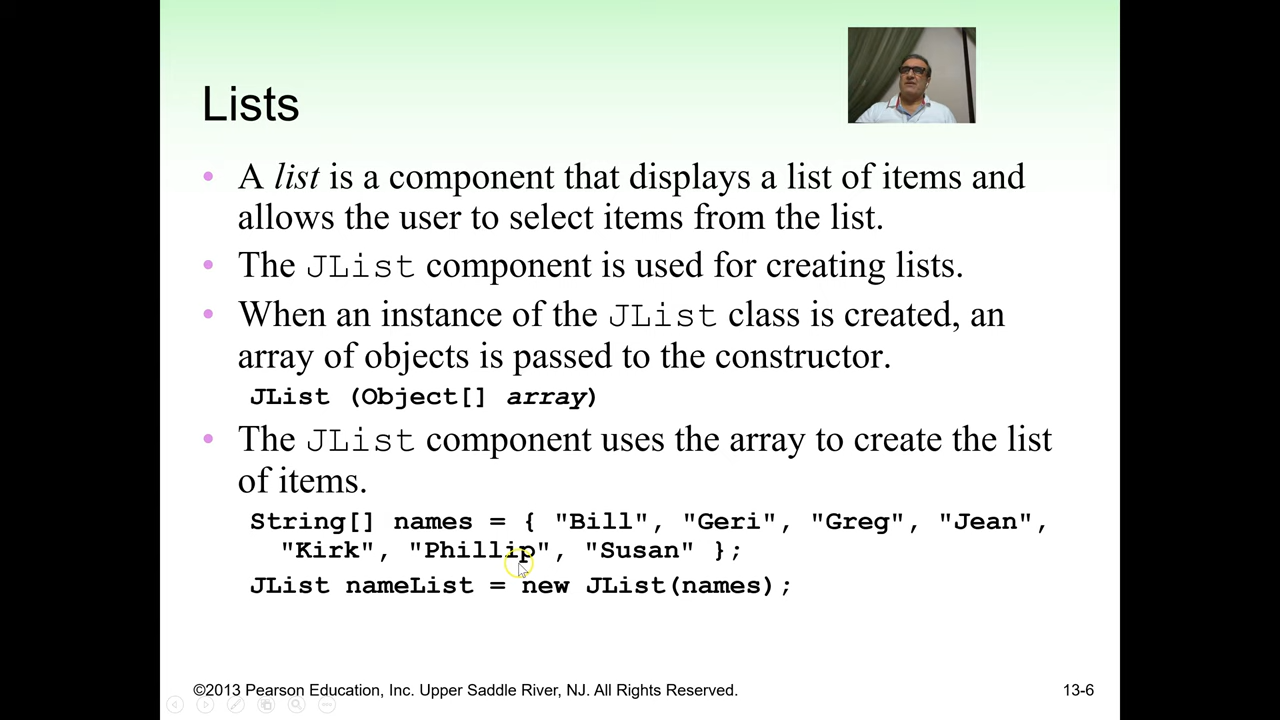 Lists
• A list is a component that displays a list of items and
allows the user to select items from the list.
• The JList component is used for creating lists.
• When an instance of the JList class is created, an
array of objects is passed to the constructor.
JList (Object[] array)
• The JList component uses the array to create the list
of items.
String[] names = { "Bill", "Geri", "Greg", "Jean",
"Kirk", "Phillip", "Susan" };
JList nameList = new JList(names);
©2013 Pearson Education, Inc. Upper Saddle River, NJ. All Rights Reserved.
13-6